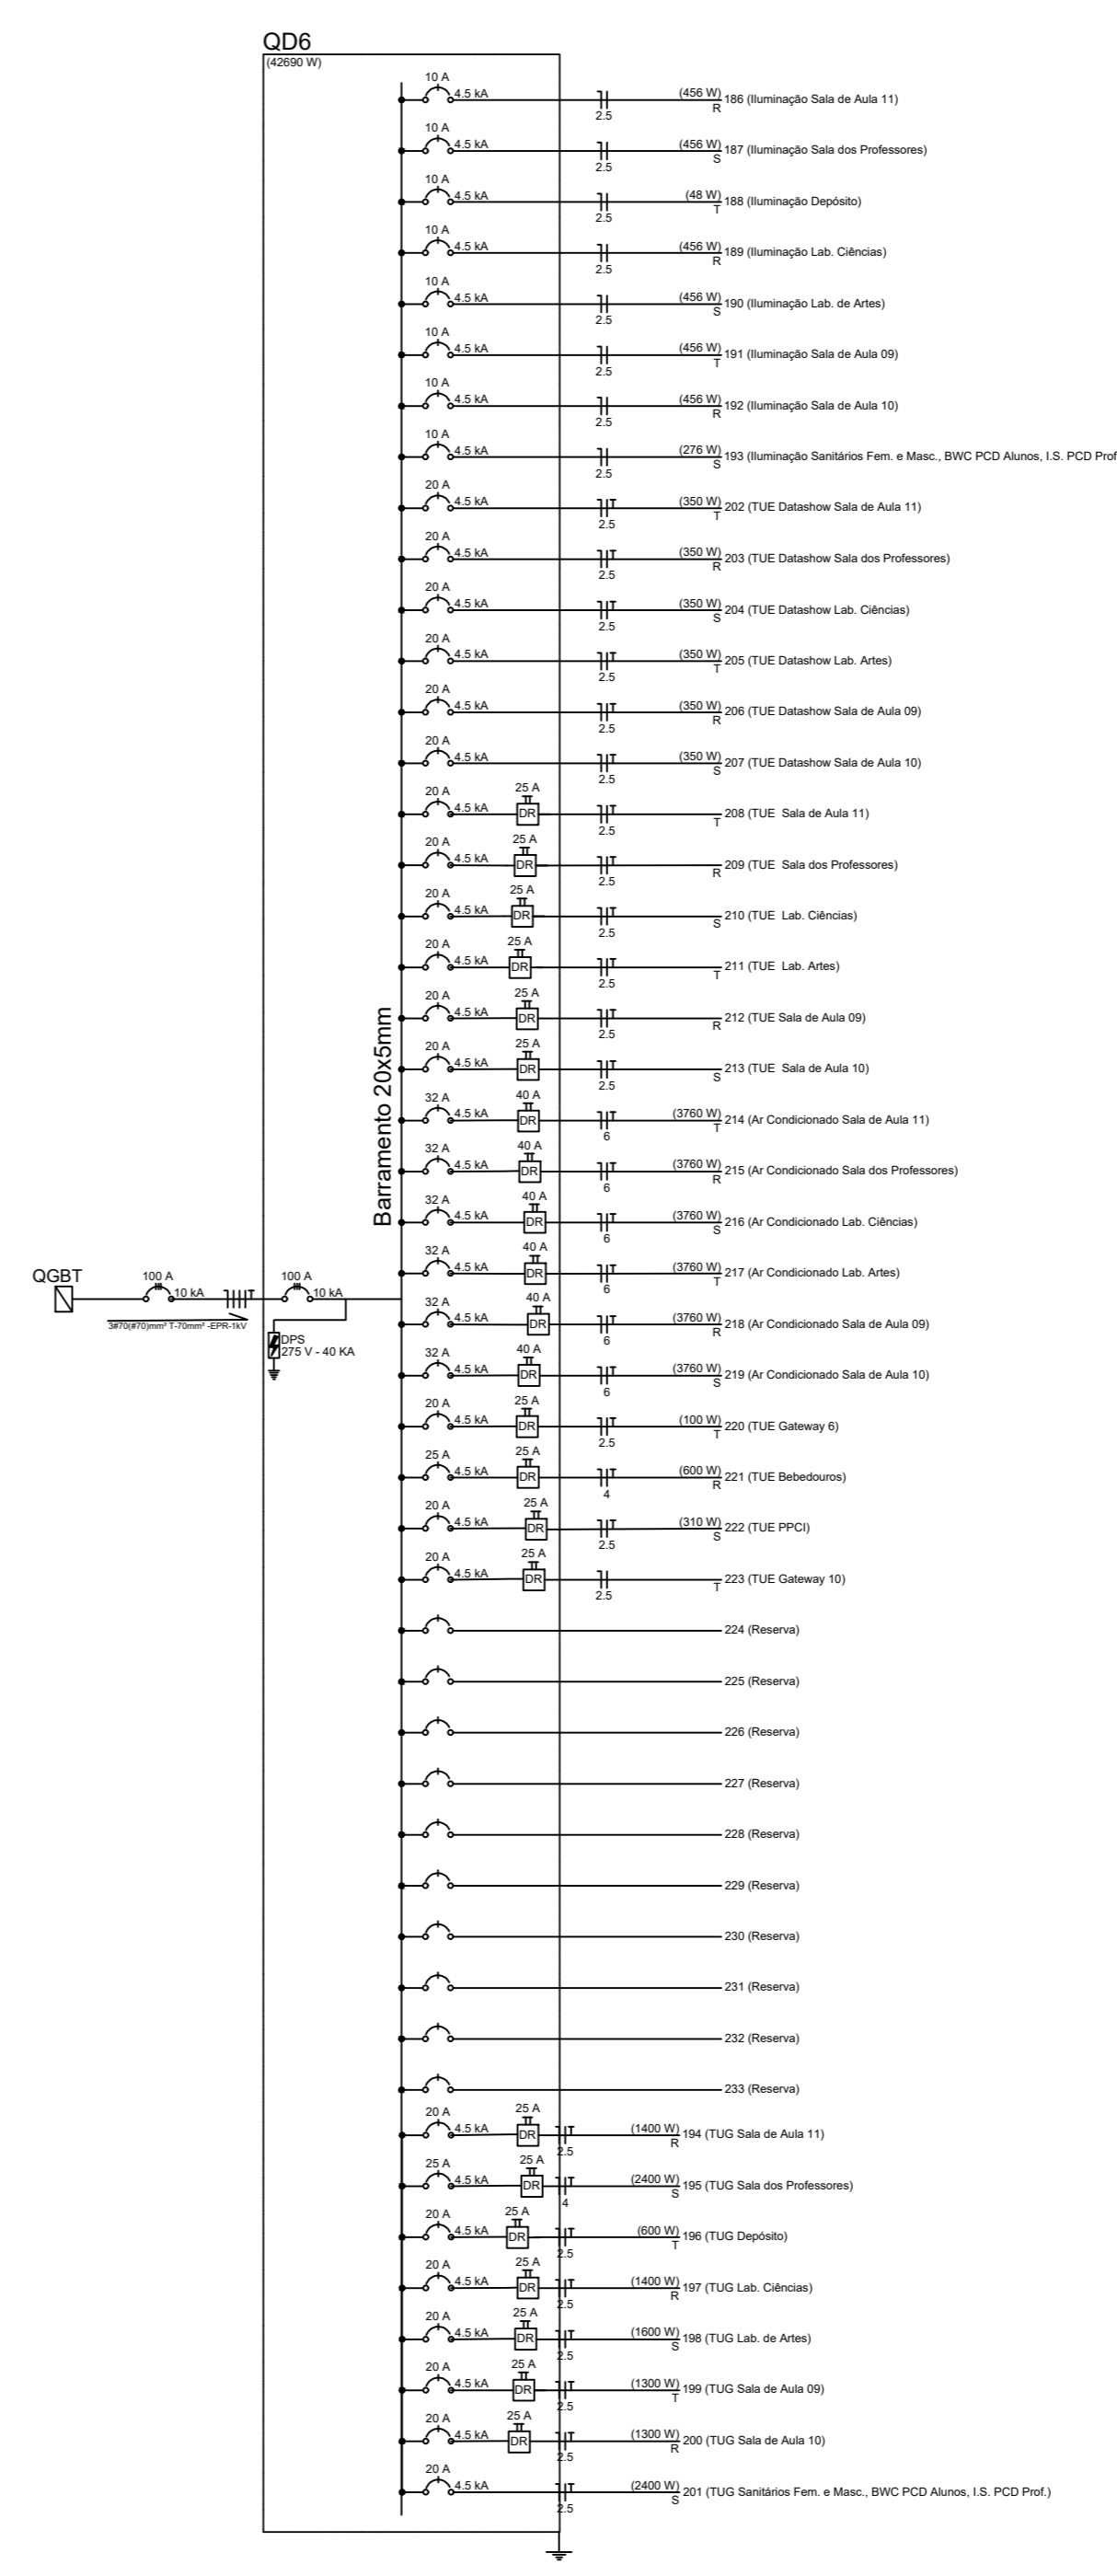 QD6
(42690 W)
10 A
4.5 kA
2.5
(456 W)
R
186 (Iluminação Sala de Aula 11)
10 A
4.5 kA
2.5
(456 W)
S
187 (Iluminação Sala dos Professores)
10 A
4.5 kA
2.5
(48 W)
T
188 (Iluminação Depósito)
10 A
4.5 kA
2.5
(456 W)
R
189 (Iluminação Lab. Ciências)
10 A
4.5 kA
2.5
(456 W)
S
190 (Iluminação Lab. de Artes)
10 A
4.5 kA
2.5
(456 W)
T
191 (Iluminação Sala de Aula 09)
10 A
4.5 kA
2.5
(456 W)
R
192 (Iluminação Sala de Aula 10)
10 A
4.5 kA
2.5
(276 W)
S
193 (Iluminação Sanitários Fem. e Masc., BWC PCD Alunos, I.S. PCD Prof
20 A
4.5 kA
2.5
(350 W)
T
202 (TUE Datashow Sala de Aula 11)
20 A
4.5 kA
2.5
(350 W)
R
203 (TUE Datashow Sala dos Professores)
20 A
4.5 kA
2.5
(350 W)
S
204 (TUE Datashow Lab. Ciências)
20 A
4.5 kA
2.5
(350 W)
T
205 (TUE Datashow Lab. Artes)
20 A
4.5 kA
2.5
(350 W)
R
206 (TUE Datashow Sala de Aula 09)
20 A
4.5 kA
2.5
(350 W)
S
207 (TUE Datashow Sala de Aula 10)
20 A
4.5 kA
25 A
DR
2.5
T
208 (TUE Sala de Aula 11)
20 A
4.5 kA
25 A
DR
2.5
R
209 (TUE Sala dos Professores)
20 A
4.5 kA
25 A
DR
2.5
S
210 (TUE Lab. Ciências)
20 A
4.5 kA
25 A
DR
2.5
T
211 (TUE Lab. Artes)
20 A
4.5 kA
25 A
DR
2.5
R
212 (TUE Sala de Aula 09)
20 A
4.5 kA
25 A
DR
2.5
S
213 (TUE Sala de Aula 10)
Barramento 20x5mm
32 A
4.5 kA
40 A
DR
6
(3760 W)
T
214 (Ar Condicionado Sala de Aula 11)
32 A
4.5 kA
40 A
DR
6
(3760 W)
R
215 (Ar Condicionado Sala dos Professores)
32 A
4.5 kA
40 A
DR
6
(3760 W)
S
216 (Ar Condicionado Lab. Ciências)
32 A
4.5 kA
40 A
DR
6
(3760 W)
T
217 (Ar Condicionado Lab. Artes)
QGBT
100 A
10 kA
3#70(#70)mm² T-70mm² -EPR-1kV
100 A
10 kA
DPS
275 V - 40 KA
32 A
4.5 kA
40 A
DR
6
(3760 W)
R
218 (Ar Condicionado Sala de Aula 09)
32 A
4.5 kA
40 A
DR
6
(3760 W)
S
219 (Ar Condicionado Sala de Aula 10)
20 A
4.5 kA
25 A
DR
2.5
(100 W)
T
220 (TUE Gateway 6)
25 A
4.5 kA
25 A
DR
4
(600 W)
R
221 (TUE Bebedouros)
20 A
4.5 kA
25 A
DR
2.5
(310 W)
S
222 (TUE PPCI)
20 A
4.5 kA
25 A
DR
2.5
T
223 (TUE Gateway 10)
224 (Reserva)
225 (Reserva)
226 (Reserva)
227 (Reserva)
228 (Reserva)
229 (Reserva)
230 (Reserva)
231 (Reserva)
232 (Reserva)
233 (Reserva)
20 A
4.5 kA
25 A
DR
2.5
(1400 W)
R
194 (TUG Sala de Aula 11)
25 A
4.5 kA
25 A
DR
4
(2400 W)
S
195 (TUG Sala dos Professores)
20 A
4.5 kA
25 A
DR
2.5
(600 W)
T
196 (TUG Depósito)
20 A
4.5 kA
25 A
DR
2.5
(1400 W)
R
197 (TUG Lab. Ciências)
20 A
4.5 kA
25 A
DR
2.5
(1600 W)
S
198 (TUG Lab. de Artes)
20 A
4.5 kA
25 A
DR
2.5
(1300 W)
T
199 (TUG Sala de Aula 09)
20 A
4.5 kA
25 A
DR
2.5
(1300 W)
R
200 (TUG Sala de Aula 10)
20 A
4.5 kA
2.5
(2400 W)
S
201 (TUG Sanitários Fem. e Masc., BWC PCD Alunos, I.S. PCD Prof.)